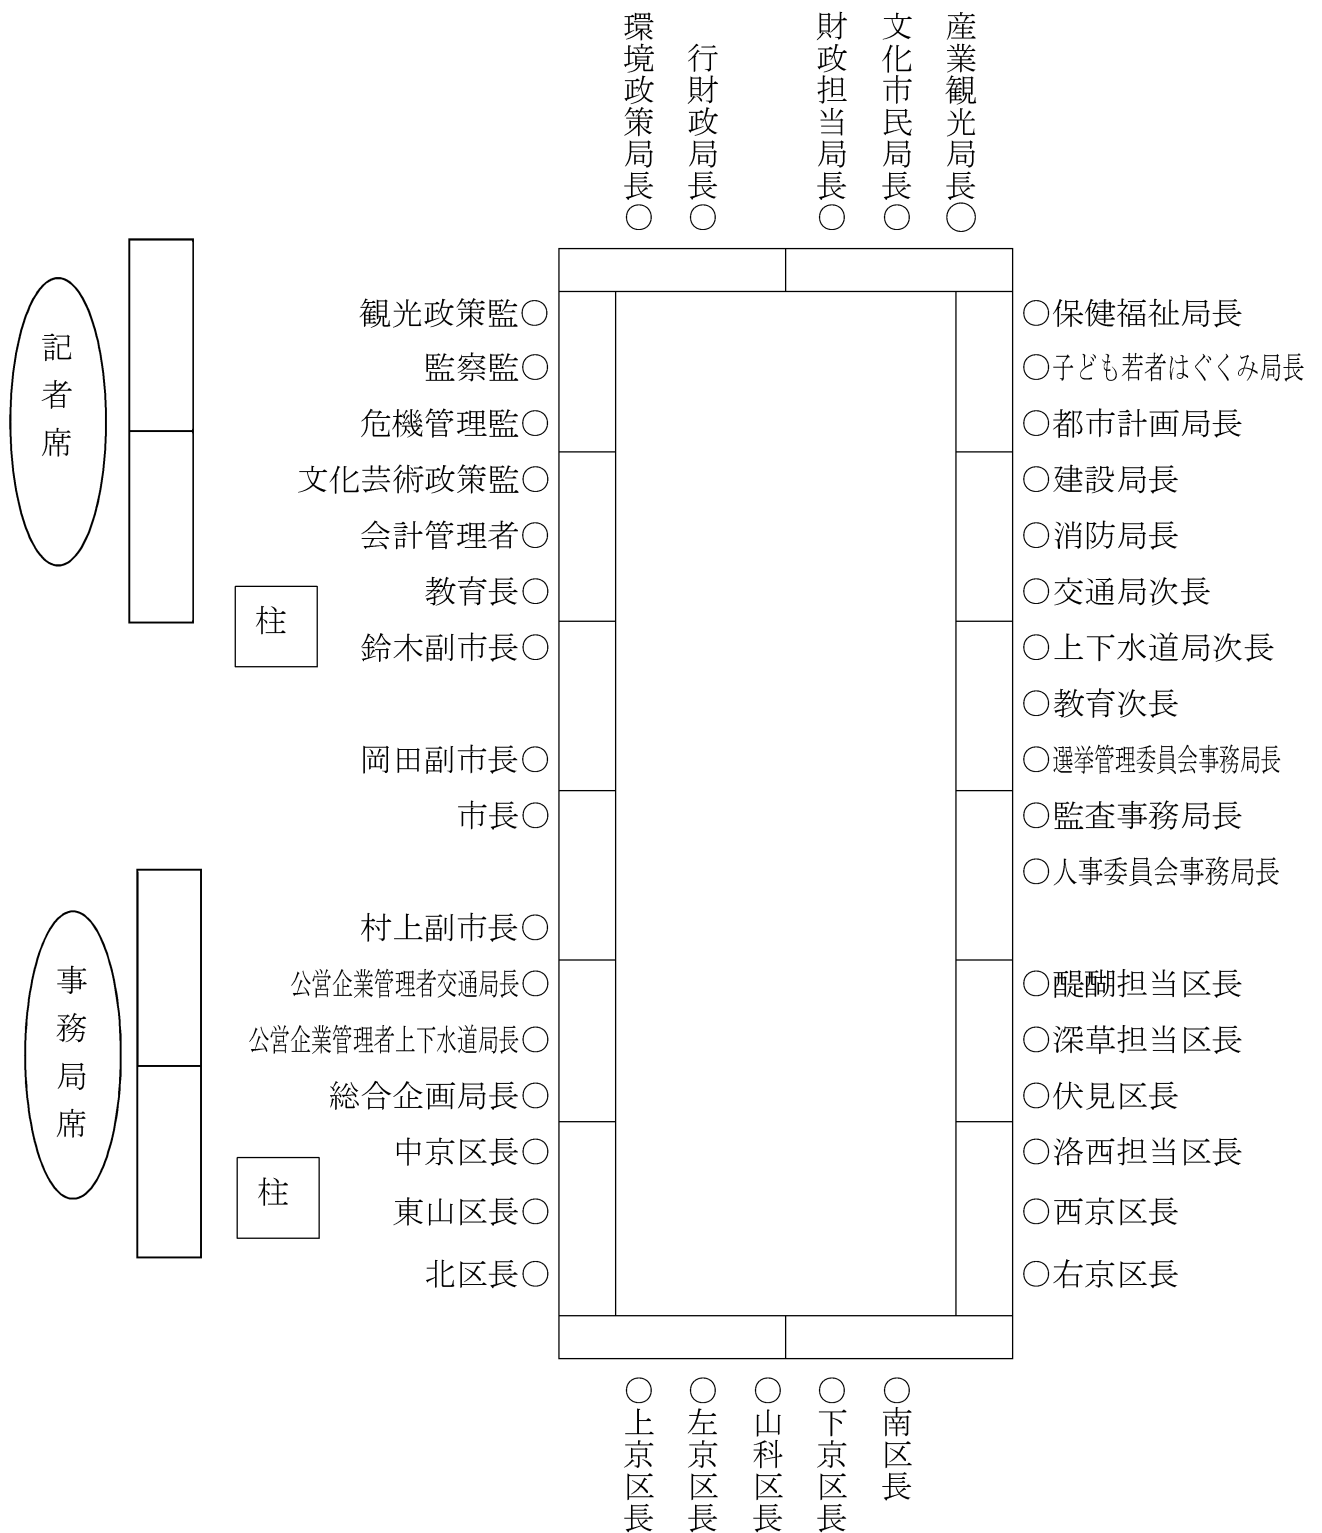 環境政策局長○
行財政局長○
財政担当局長○
文化市民局長○
産業観光局長○
記者席
観光政策監○
監察監○
危機管理監○
文化芸術政策監○
会計管理者○
教育長○
柱
鈴木副市長○
岡田副市長○
市長○
村上副市長○
公営企業管理者交通局長○
公営企業管理者上下水道局長○
総合企画局長○
中京区長○
東山区長○
北区長○
事務局席
柱
○保健福祉局長
○子ども若者はぐくみ局長
○都市計画局長
○建設局長
○消防局長
○交通局次長
○上下水道局次長
○教育次長
○選挙管理委員会事務局長
○監査事務局長
○人事委員会事務局長
○醍醐担当区長
○深草担当区長
○伏見区長
○洛西担当区長
○西京区長
○右京区長
○上京区長
○左京区長
○山科区長
○下京区長
○南区長